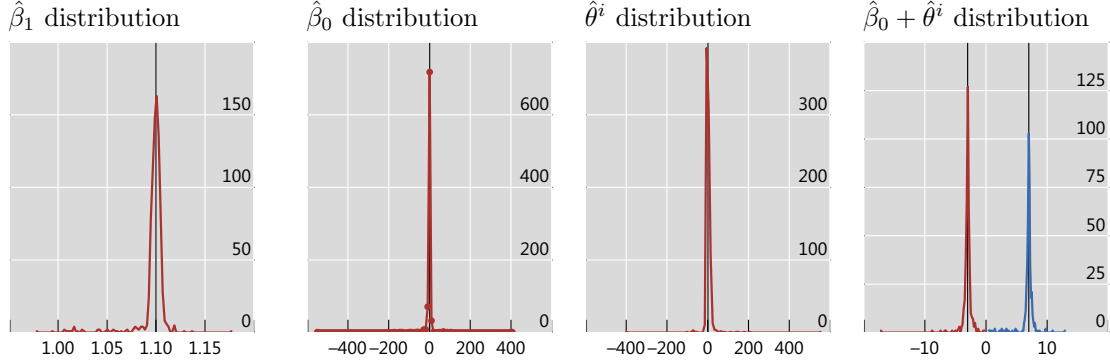 β̂₁ distribution
150
100
50
0
1.00 1.05 1.10 1.15
β̂₀ distribution
600
400
200
0
−400 −200 0 200 400
θ̂ⁱ distribution
300
200
100
0
−400 −200 0 200 400
β̂₀ + θ̂ⁱ distribution
125
100
75
50
25
0
−10 0 10